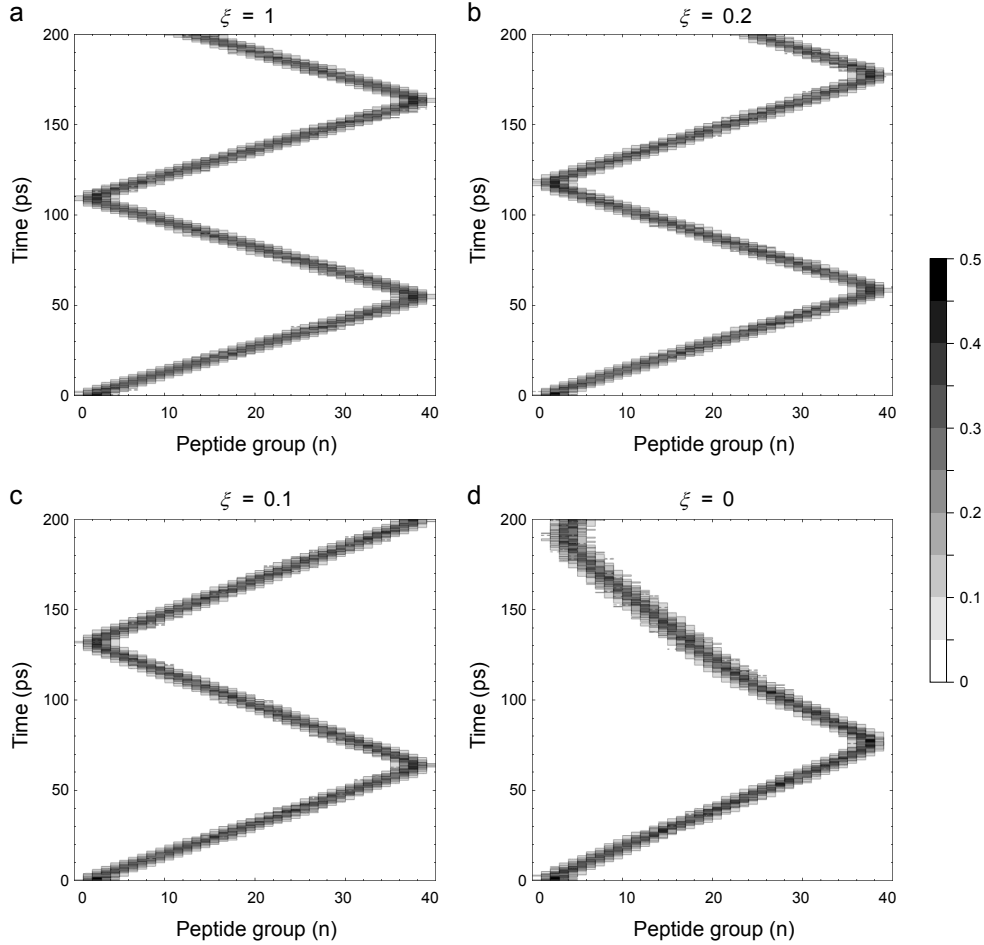 a
ξ = 1
200
150
100
50
0
Time (ps)
0 10 20 30 40
Peptide group (n)
b
ξ = 0.2
200
150
100
50
0
Time (ps)
0 10 20 30 40
Peptide group (n)
0.5
0.4
0.3
0.2
0.1
0
c
ξ = 0.1
200
150
100
50
0
Time (ps)
0 10 20 30 40
Peptide group (n)
d
ξ = 0
200
150
100
50
0
Time (ps)
0 10 20 30 40
Peptide group (n)